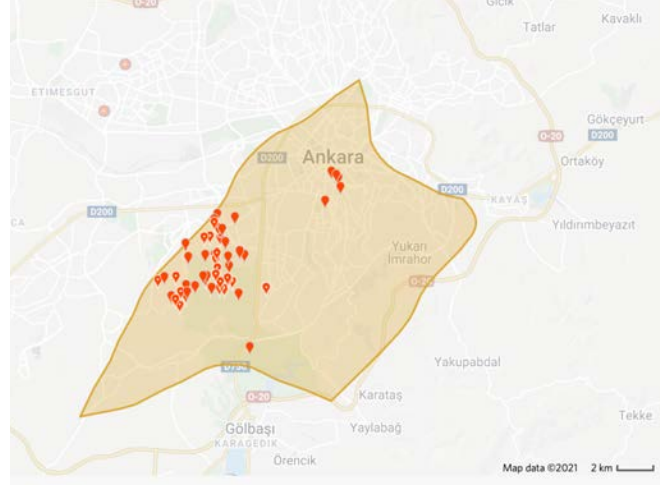 O-20
Gicik
Kavaklı
Tatlar
ETIMESGUT
Gökçeyurt
O-20
D200
D200
Ankara
Ortaköy
D200
KAYAŞ
D200
Yıldırımbeyazıt
Yukarı
İmrahor
O-20
Yakupabdal
D750
O-20
Karataş
Tekke
Gölbaşı
Yaylabağ
KARAGEDIK
Örencik
Map data ©2021 2 km